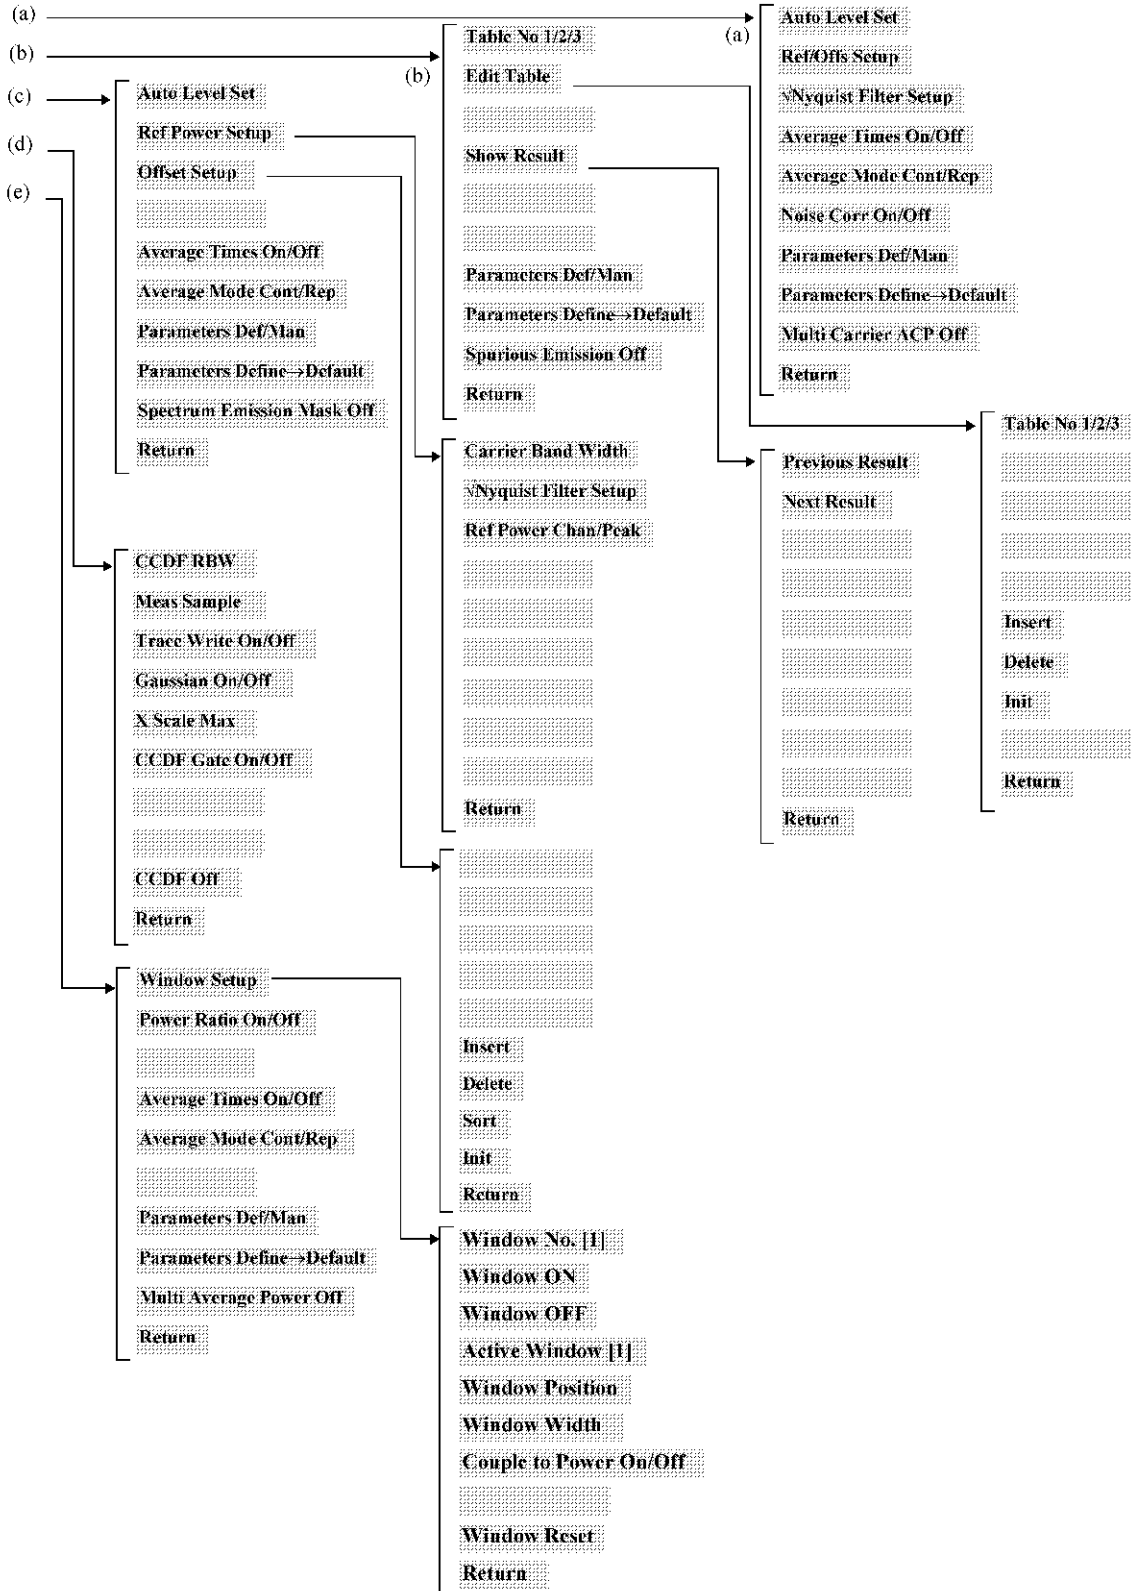 (a)
(b)
(c)
(d)
(e)
(a)
Auto Level Set
Ref/Offs Setup
√Nyquist Filter Setup
Average Times On/Off
Average Mode Cont/Rep
Noise Corr On/Off
Parameters Def/Man
Parameters Define→Default
Multi Carrier ACP Off
Return
(b)
Table No 1/2/3
Edit Table
Show Result
Parameters Def/Man
Parameters Define→Default
Spurious Emission Off
Return
Auto Level Set
Ref Power Setup
Offset Setup
Average Times On/Off
Average Mode Cont/Rep
Parameters Def/Man
Parameters Define→Default
Spectrum Emission Mask Off
Return
Carrier Band Width
√Nyquist Filter Setup
Ref Power Chan/Peak
Return
Previous Result
Next Result
Return
Table No 1/2/3
Insert
Delete
Init
Return
CCDF RBW
Meas Sample
Trace Write On/Off
Gaussian On/Off
X Scale Max
CCDF Gate On/Off
CCDF Off
Return
Insert
Delete
Sort
Init
Return
Window Setup
Power Ratio On/Off
Average Times On/Off
Average Mode Cont/Rep
Parameters Def/Man
Parameters Define→Default
Multi Average Power Off
Return
Window No. [1]
Window ON
Window OFF
Active Window [1]
Window Position
Window Width
Couple to Power On/Off
Window Reset
Return